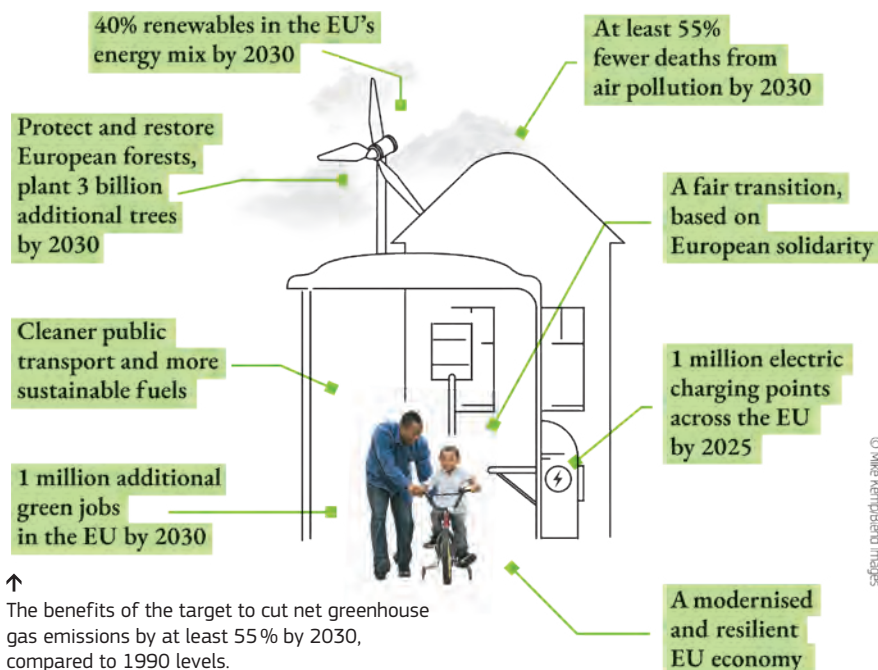 40% renewables in the EU's
energy mix by 2030
At least 55%
fewer deaths from
air pollution by 2030
Protect and restore
European forests,
plant 3 billion
additional trees
by 2030
A fair transition,
based on
European solidarity
Cleaner public
transport and more
sustainable fuels
1 million electric
charging points
across the EU
by 2025
1 million additional
green jobs
in the EU by 2030
A modernised
and resilient
EU economy
↑
The benefits of the target to cut net greenhouse
gas emissions by at least 55% by 2030,
compared to 1990 levels.
© Mike Kemp/Blend Images